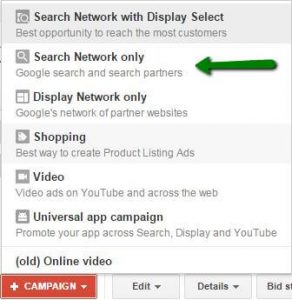 Search Network with Display Select
Best opportunity to reach the most customers
Search Network only
Google search and search partners
Display Network only
Google's network of partner websites
Shopping
Best way to create Product Listing Ads
Video
Video ads on YouTube and across the web
Universal app campaign
Promote your app across Search, Display and YouTube
(old) Online video
+ CAMPAIGN Edit Details Bid st